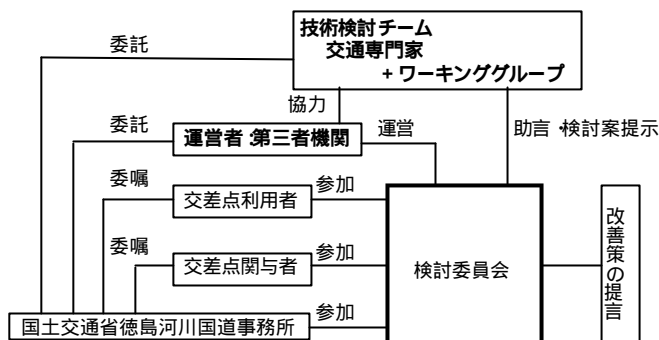 委託
技術検討チーム
交通専門家
+ワーキンググループ
協力
委託
運営者:第三者機関
運営
助言・検討案提示
委嘱
交差点利用者
参加
委嘱
交差点関与者
参加
検討委員会
改善策の提言
国土交通省徳島河川国道事務所
参加